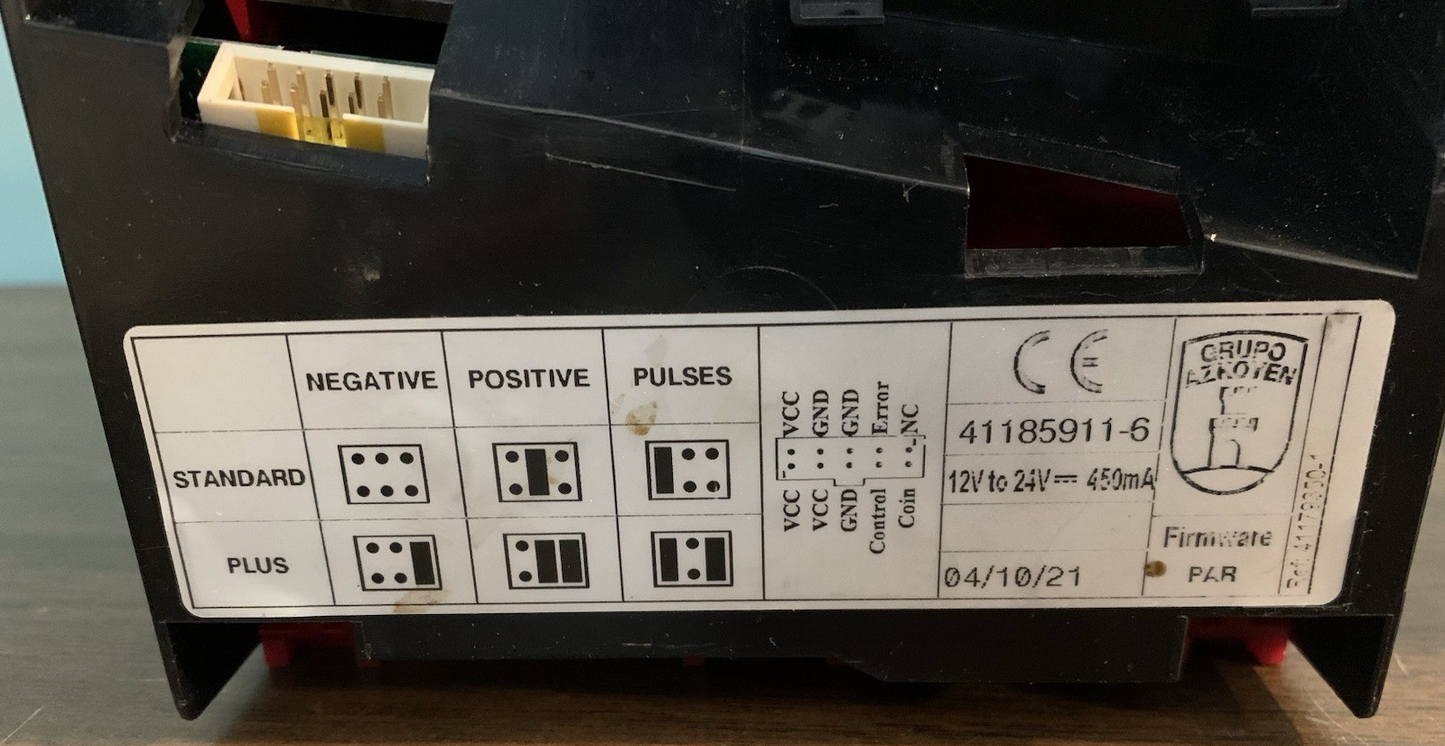 NEGATIVE POSITIVE PULSES
STANDARD
PLUS
VCC GND GND Error NC
VCC VCC GND Control Coin
CE
41185911-6
12V to 24V 450mA
04/10/21
GRUPO
AZKOYEN
Firmware
PAR